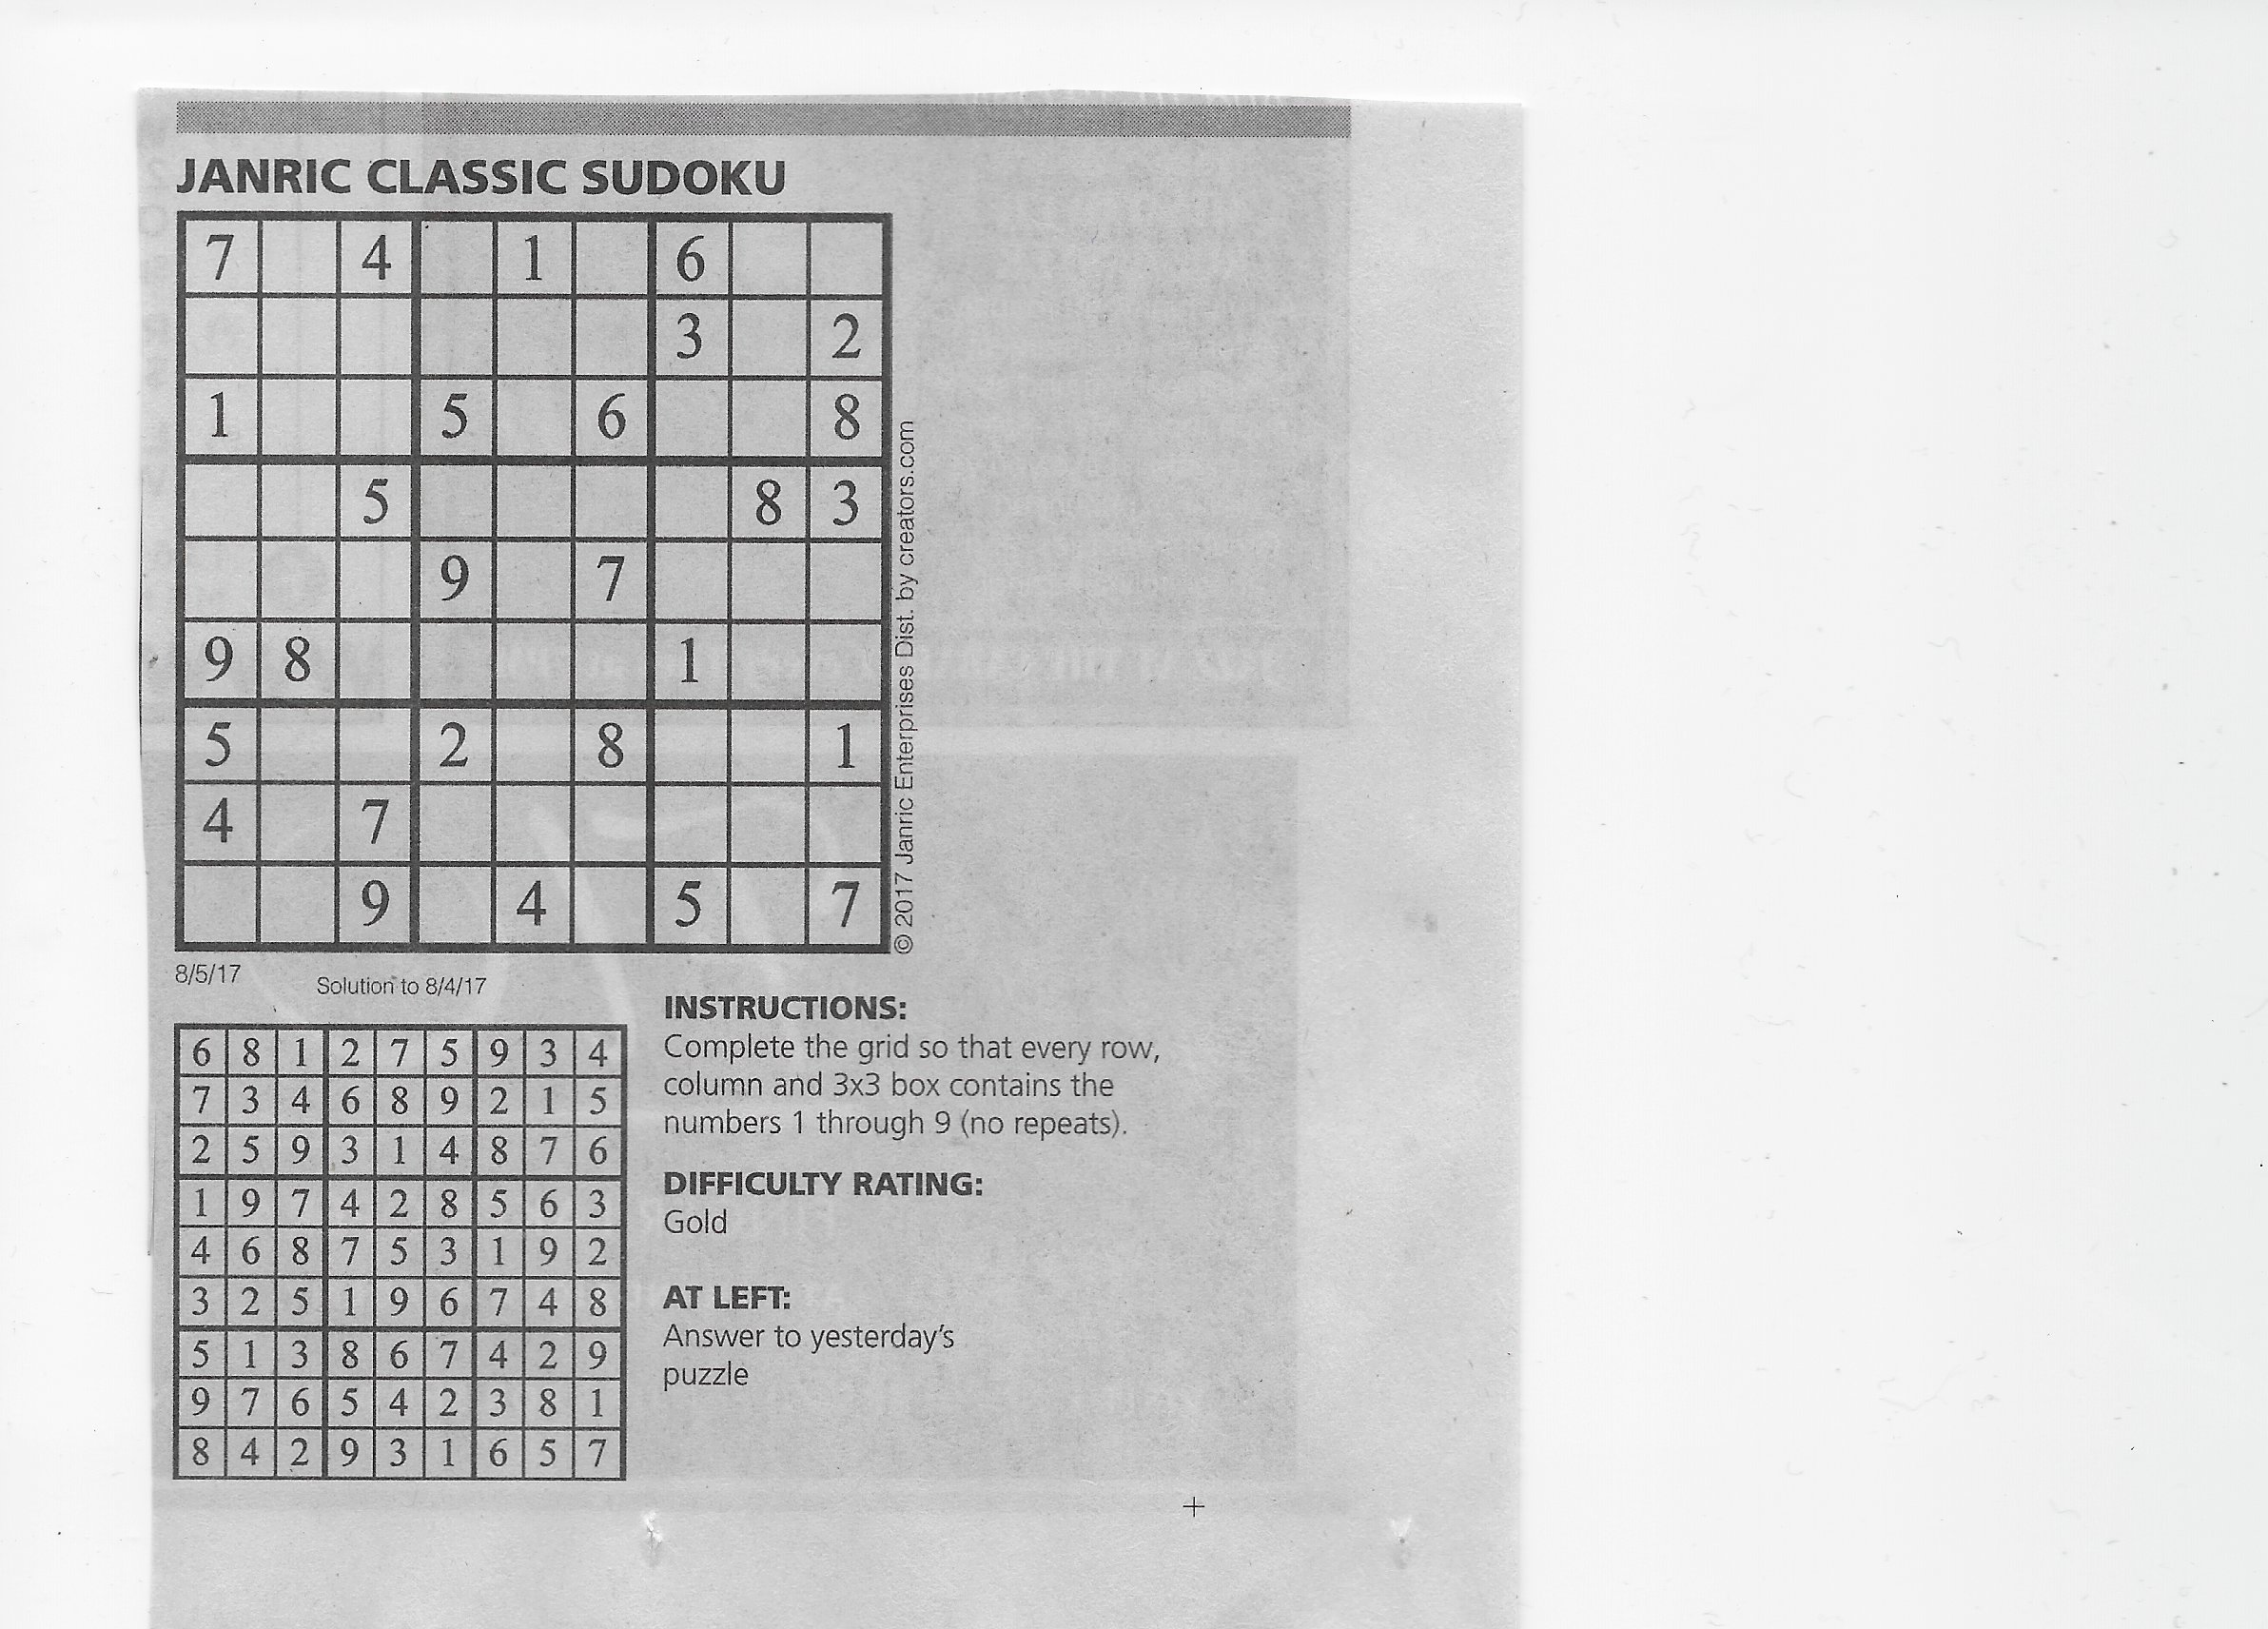 JANRIC CLASSIC SUDOKU
7 4 1 6
3 2
1 5 6 8
5 8 3
9 7
9 8 1
5 2 8 1
4 7
9 4 5 7
© 2017 Janric Enterprises Dist. by creators.com
8/5/17
Solution to 8/4/17
6 8 1 2 7 5 9 3 4
7 3 4 6 8 9 2 1 5
2 5 9 3 1 4 8 7 6
1 9 7 4 2 8 5 6 3
4 6 8 7 5 3 1 9 2
3 2 5 1 9 6 7 4 8
5 1 3 8 6 7 4 2 9
9 7 6 5 4 2 3 8 1
8 4 2 9 3 1 6 5 7
INSTRUCTIONS:
Complete the grid so that every row,
column and 3x3 box contains the
numbers 1 through 9 (no repeats).
DIFFICULTY RATING:
Gold
AT LEFT:
Answer to yesterday's
puzzle